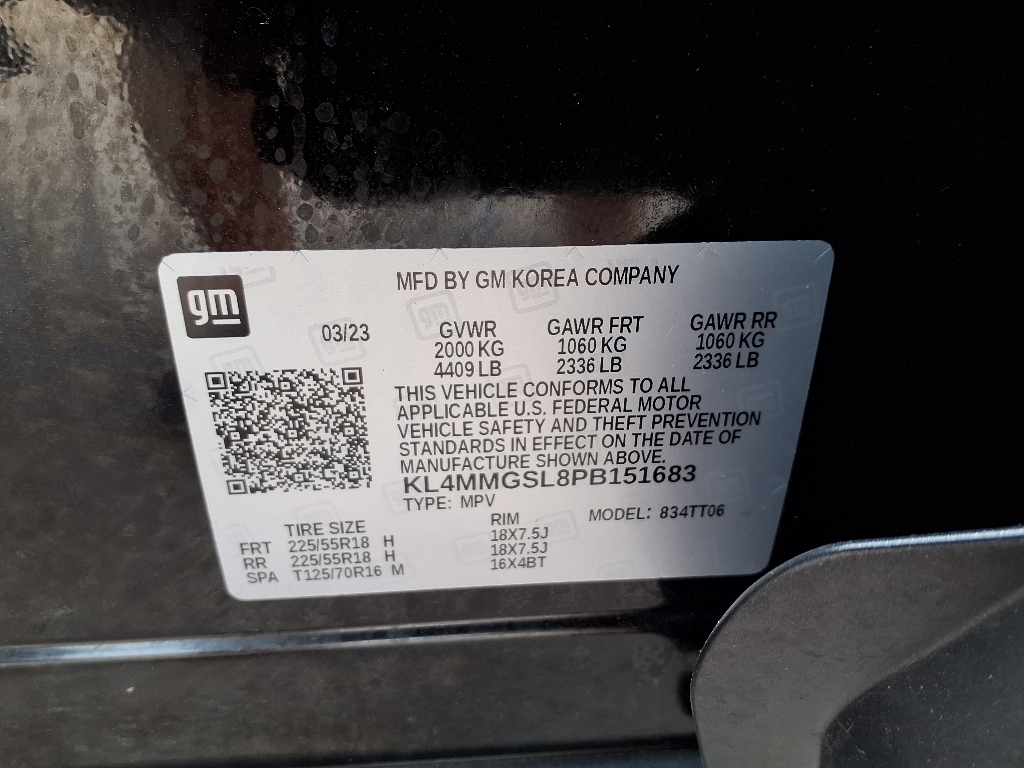 gm
MFD BY GM KOREA COMPANY
03/23 GVWR GAWR FRT GAWR RR
2000 KG 1060 KG 1060 KG
4409 LB 2336 LB 2336 LB
THIS VEHICLE CONFORMS TO ALL
APPLICABLE U.S. FEDERAL MOTOR
VEHICLE SAFETY AND THEFT PREVENTION
STANDARDS IN EFFECT ON THE DATE OF
MANUFACTURE SHOWN ABOVE.
KL4MMGSL8PB151683
TYPE: MPV
TIRE SIZE RIM MODEL: 834TT06
FRT 225/55R18 H 18X7.5J
RR 225/55R18 H 18X7.5J
SPA T125/70R16 M 16X4BT